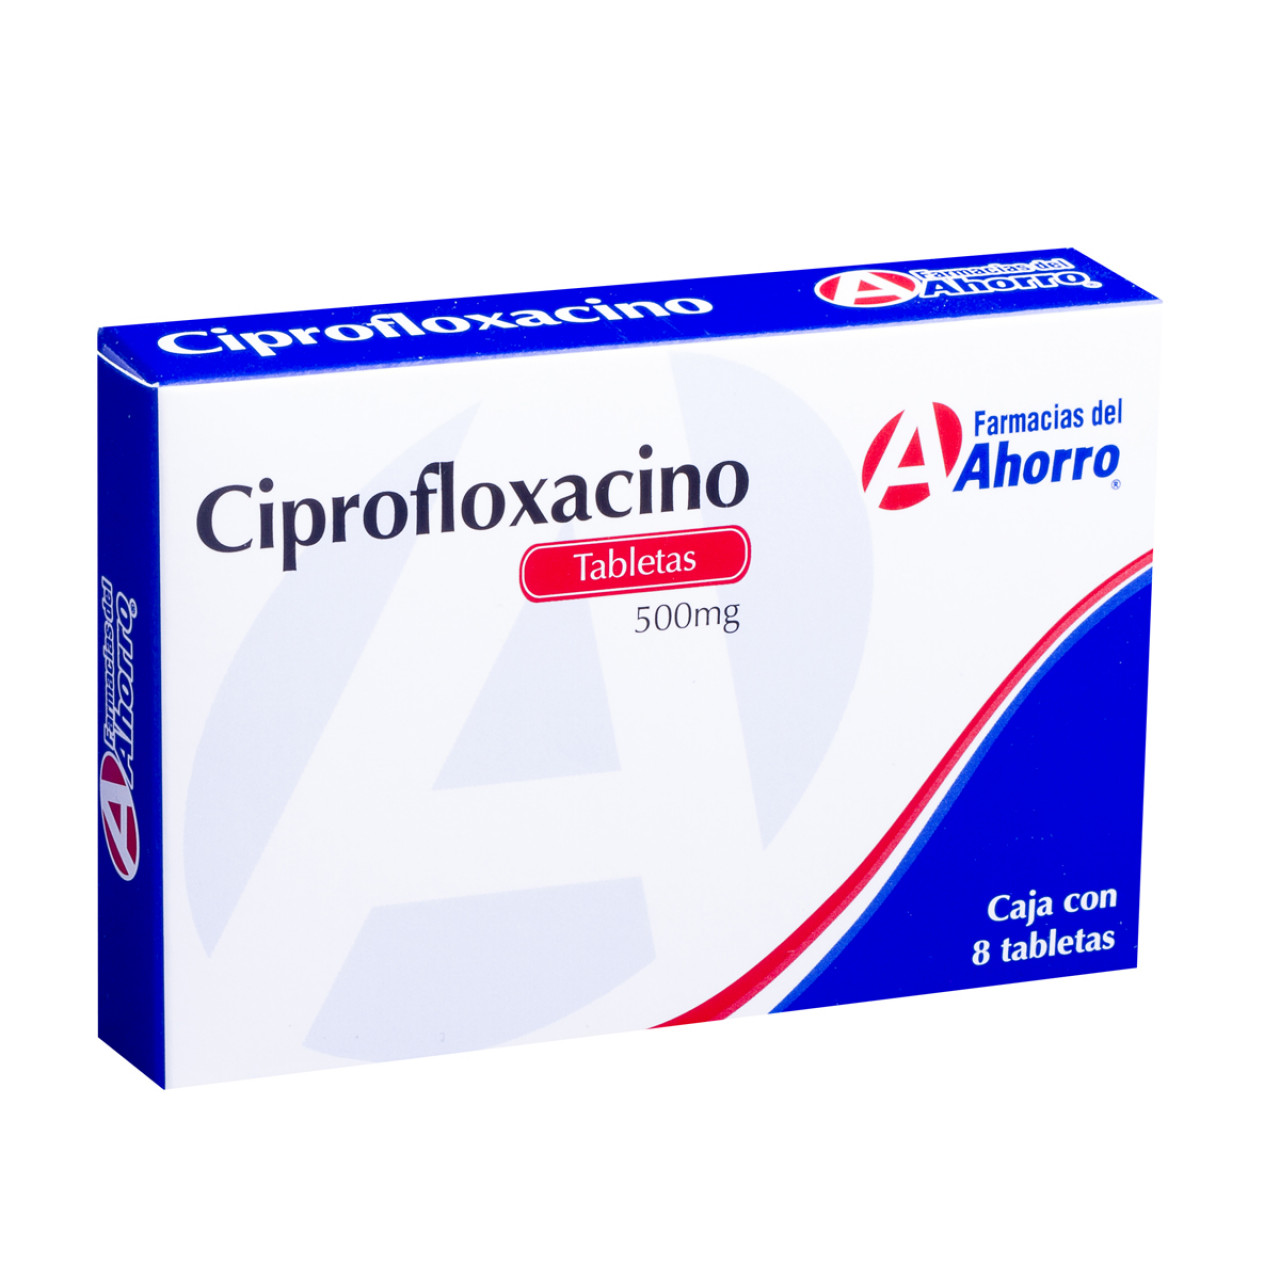 Ciprofloxacino
Farmacias del
Ahorro®
Farmacias del
Ahorro®
Ciprofloxacino
Tabletas
500mg
Farmacias del
Ahorro®
Caja con
8 tabletas